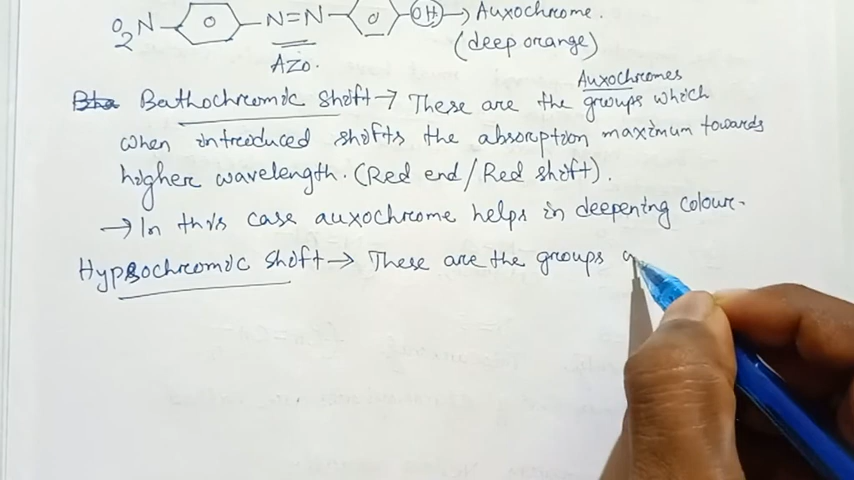 O₂N-⌬-N=N-⌬-OH → Auxochrome.
Azo.
(deep orange)
Bathochromic shift → These are the Auxochromes groups which
when introduced shifts the absorption maximum towards
higher wavelength. (Red end/Red shift).
→ In this case auxochrome helps in deepening colour.
Hypsochromic shift → These are the groups